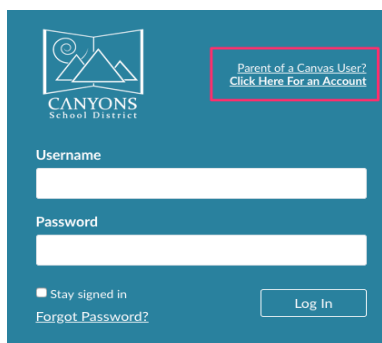 CANYONS
School District
Parent of a Canvas User?
Click Here For an Account
Username
Password
Stay signed in
Forgot Password?
Log In